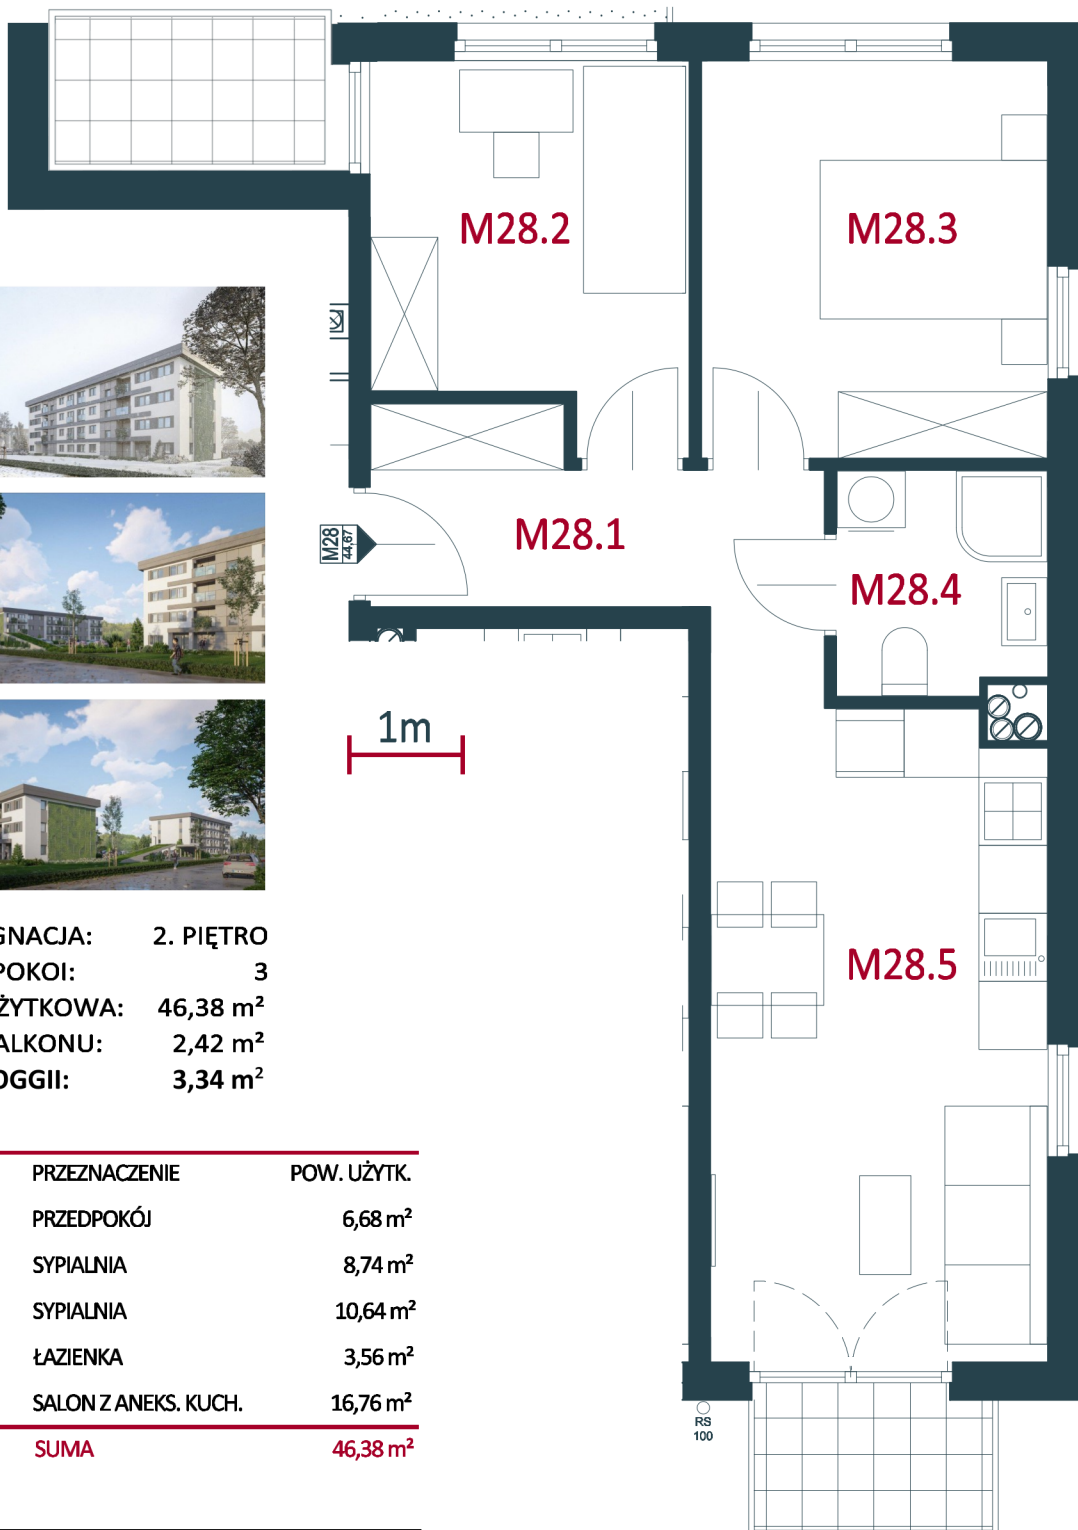 M28.2
M28.3
M28
44,67
M28.1
M28.4
1m
M28.5
GNACJA: 2. PIĘTRO
POKOI: 3
ŻYTKOWA: 46,38 m²
ALKONU: 2,42 m²
OGGII: 3,34 m²
PRZEZNACZENIE POW. UŻYTK.
PRZEDPOKÓJ 6,68 m²
SYPIALNIA 8,74 m²
SYPIALNIA 10,64 m²
ŁAZIENKA 3,56 m²
SALON Z ANEKS. KUCH. 16,76 m²
SUMA 46,38 m²
RS
100